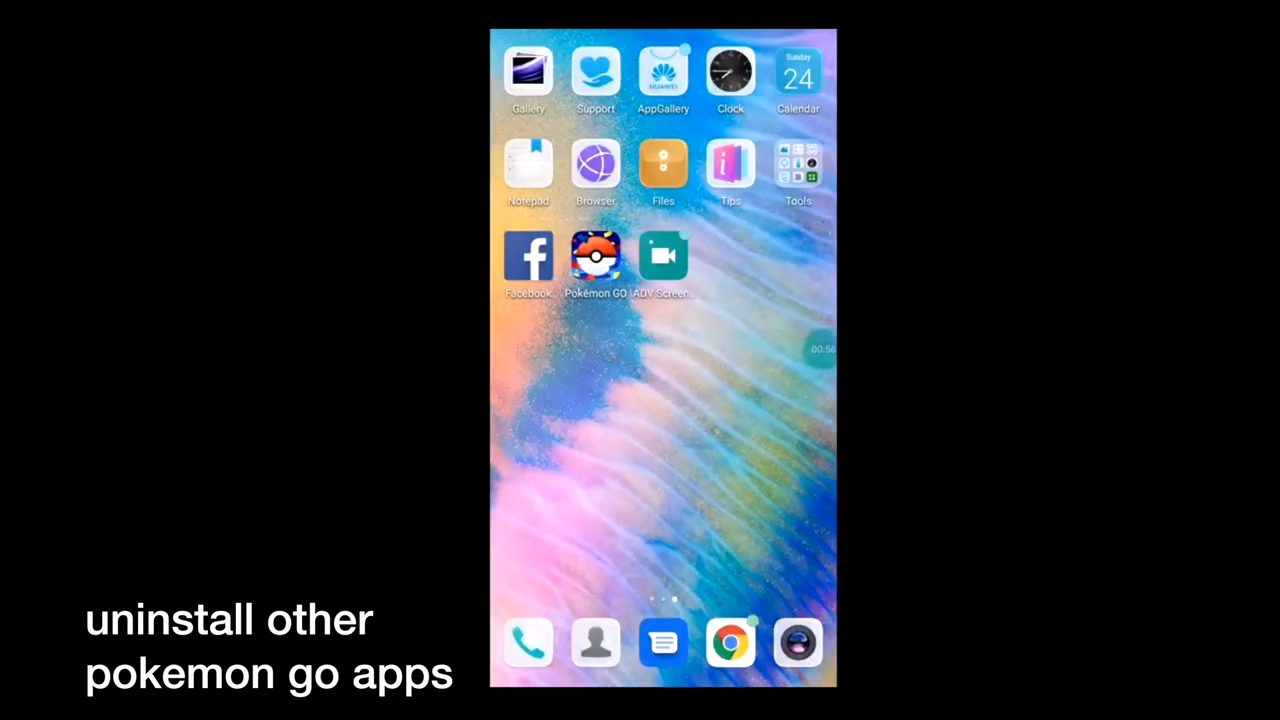 Sunday
24
HUAWEI
Gallery Support AppGallery Clock Calendar
Notepad Browser Files Tips Tools
Facebook... Pokémon GO ADV Screen...
00:56
uninstall other
pokemon go apps